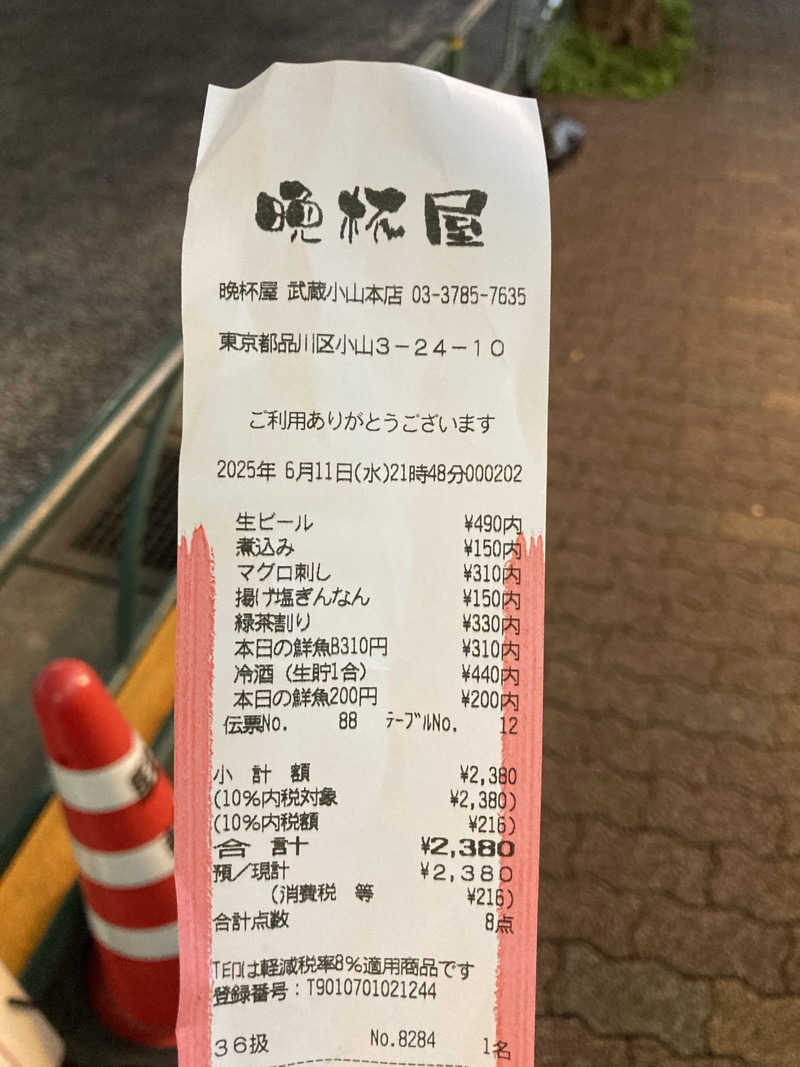 晩杯屋
晩杯屋 武蔵小山本店 03-3785-7635
東京都品川区小山3-24-10
ご利用ありがとうございます
2025年 6月11日(水)21時48分000202
生ビール ¥490内
煮込み ¥150内
マグロ刺し ¥310内
揚げ塩ぎんなん ¥150内
緑茶割り ¥330内
本日の鮮魚B310円 ¥310内
冷酒（生貯1合） ¥440内
本日の鮮魚200円 ¥200内
伝票No. 88 ﾃｰﾌﾞﾙNo. 12
小 計 額 ¥2,380
(10%内税対象 ¥2,380)
(10%内税額 ¥216)
合 計 ¥2,380
預／現計 ¥2,380
(消費税 等 ¥216)
合計点数 8点
T印は軽減税率8%適用商品です
登録番号：T9010701021244
36扱 No.8284 1名